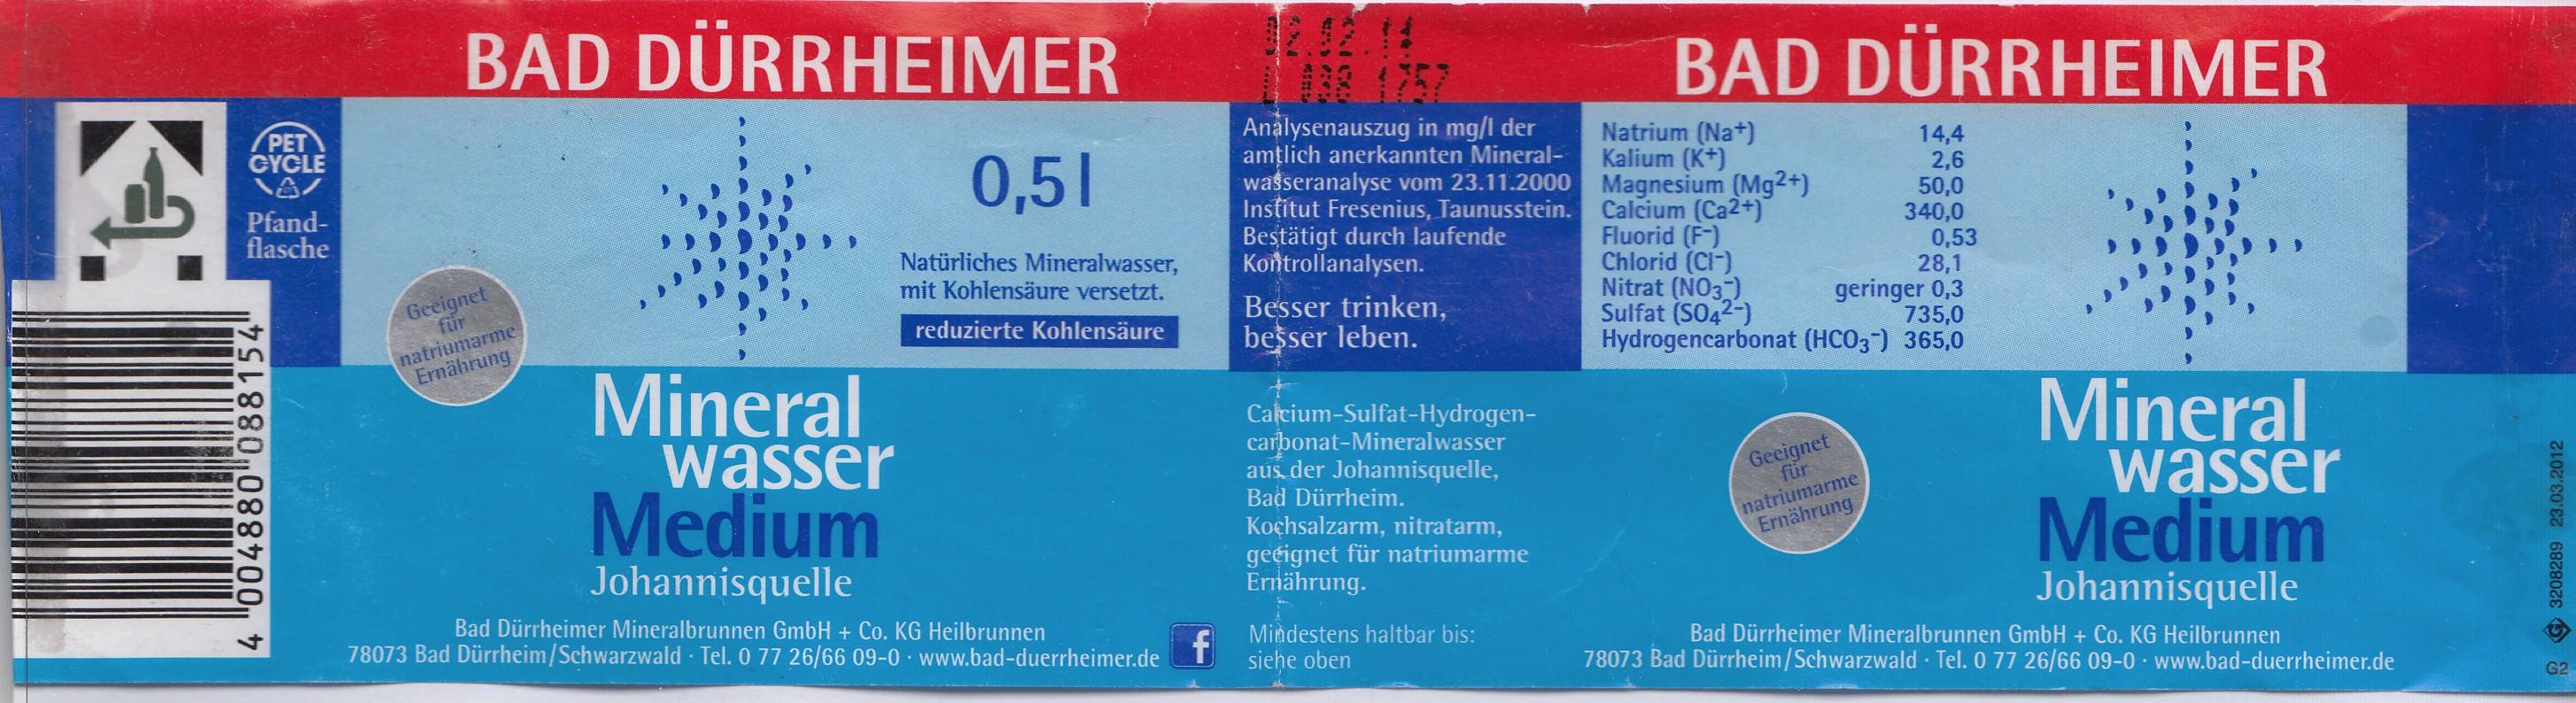 BAD DÜRRHEIMER
PET
CYCLE
Pfand-
flasche
4 004880 088154
0,5 l
Natürliches Mineralwasser,
mit Kohlensäure versetzt.
reduzierte Kohlensäure
Geeignet
für
natriumarme
Ernährung
Mineral
wasser
Medium
Johannisquelle
Bad Dürrheimer Mineralbrunnen GmbH + Co. KG Heilbrunnen
78073 Bad Dürrheim/Schwarzwald · Tel. 0 77 26/66 09-0 · www.bad-duerrheimer.de
f
02.02.14
L 038 1757
Analysenauszug in mg/l der
amtlich anerkannten Mineral-
wasseranalyse vom 23.11.2000
Institut Fresenius, Taunusstein.
Bestätigt durch laufende
Kontrollanalysen.
Besser trinken,
besser leben.
Calcium-Sulfat-Hydrogen-
carbonat-Mineralwasser
aus der Johannisquelle,
Bad Dürrheim.
Kochsalzarm, nitratarm,
geeignet für natriumarme
Ernährung.
Mindestens haltbar bis:
siehe oben
BAD DÜRRHEIMER
Natrium (Na+) 14,4
Kalium (K+) 2,6
Magnesium (Mg2+) 50,0
Calcium (Ca2+) 340,0
Fluorid (F-) 0,53
Chlorid (Cl-) 28,1
Nitrat (NO3-) geringer 0,3
Sulfat (SO42-) 735,0
Hydrogencarbonat (HCO3-) 365,0
Geeignet
für
natriumarme
Ernährung
Mineral
wasser
Medium
Johannisquelle
Bad Dürrheimer Mineralbrunnen GmbH + Co. KG Heilbrunnen
78073 Bad Dürrheim/Schwarzwald · Tel. 0 77 26/66 09-0 · www.bad-duerrheimer.de
G2
G 3208289 23.03.2012